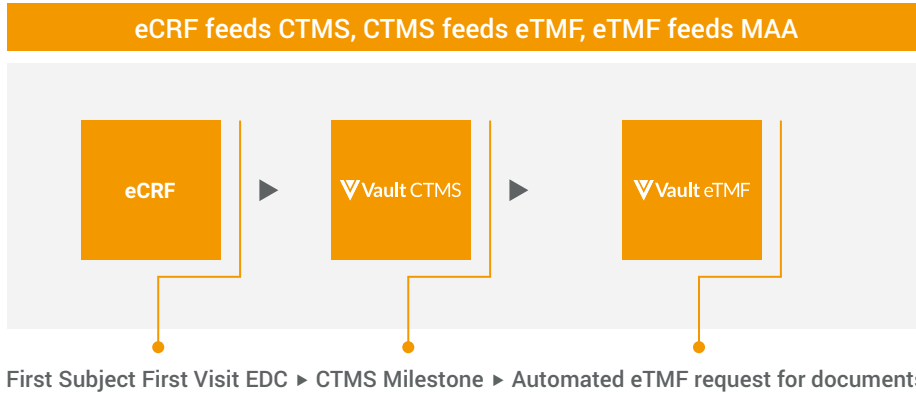 eCRF feeds CTMS, CTMS feeds eTMF, eTMF feeds MAA
eCRF
Vault CTMS
Vault eTMF
First Subject First Visit EDC ▶ CTMS Milestone ▶ Automated eTMF request for documents